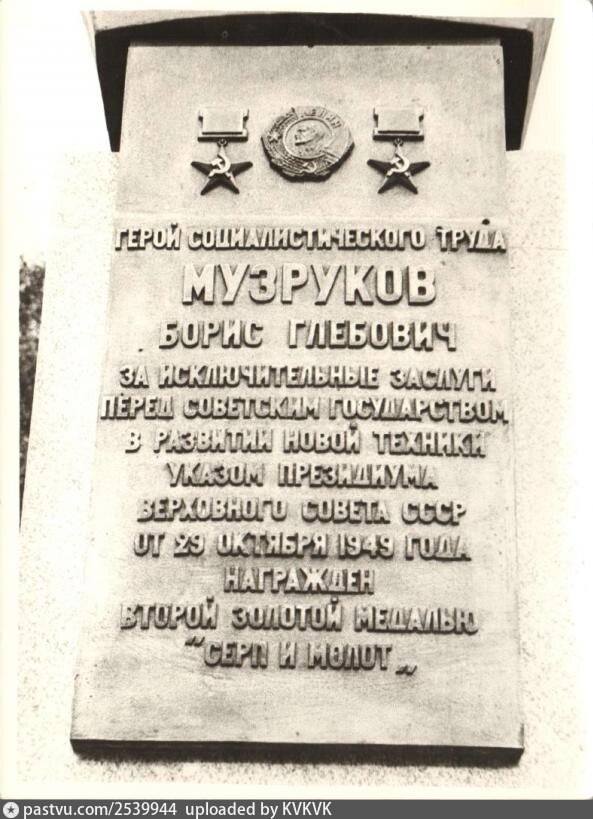 ЛЕНИН
ГЕРОЙ СОЦИАЛИСТИЧЕСКОГО ТРУДА
МУЗРУКОВ
БОРИС ГЛЕБОВИЧ
ЗА ИСКЛЮЧИТЕЛЬНЫЕ ЗАСЛУГИ
ПЕРЕД СОВЕТСКИМ ГОСУДАРСТВОМ
В РАЗВИТИИ НОВОЙ ТЕХНИКИ
УКАЗОМ ПРЕЗИДИУМА
ВЕРХОВНОГО СОВЕТА СССР
ОТ 29 ОКТЯБРЯ 1949 ГОДА
НАГРАЖДЕН
ВТОРОЙ ЗОЛОТОЙ МЕДАЛЬЮ
"СЕРП И МОЛОТ„
pastvu.com/2539944 uploaded by KVKVK